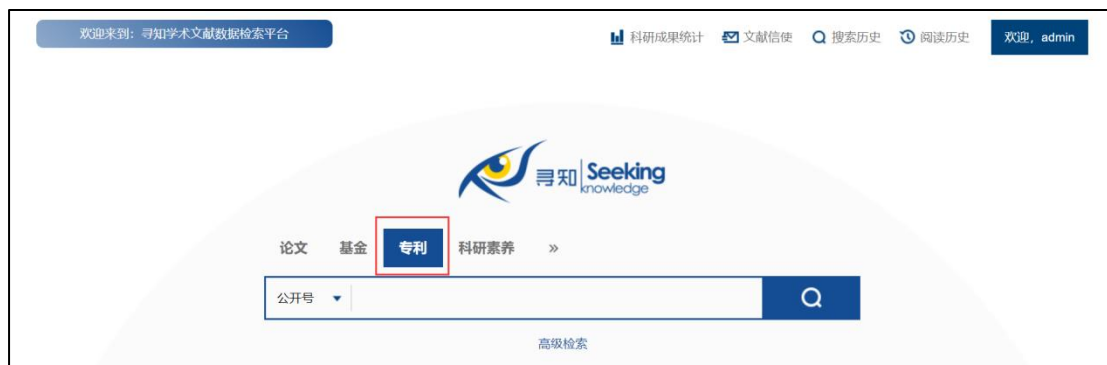 欢迎来到：寻知学术文献数据检索平台 科研成果统计 文献信使 搜索历史 阅读历史 欢迎，admin
寻知 Seeking
knowledge
论文 基金 专利 科研素养 »
公开号
高级检索